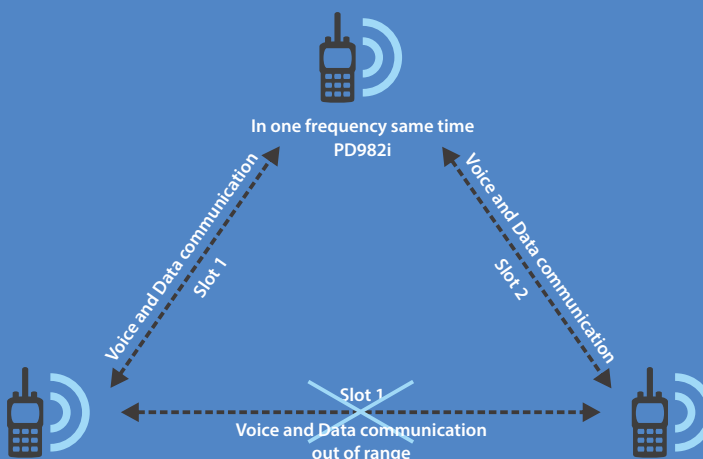 In one frequency same time
PD982i
Voice and Data communication
Slot 1
Voice and Data communication
Slot 2
Slot 1
Voice and Data communication
out of range